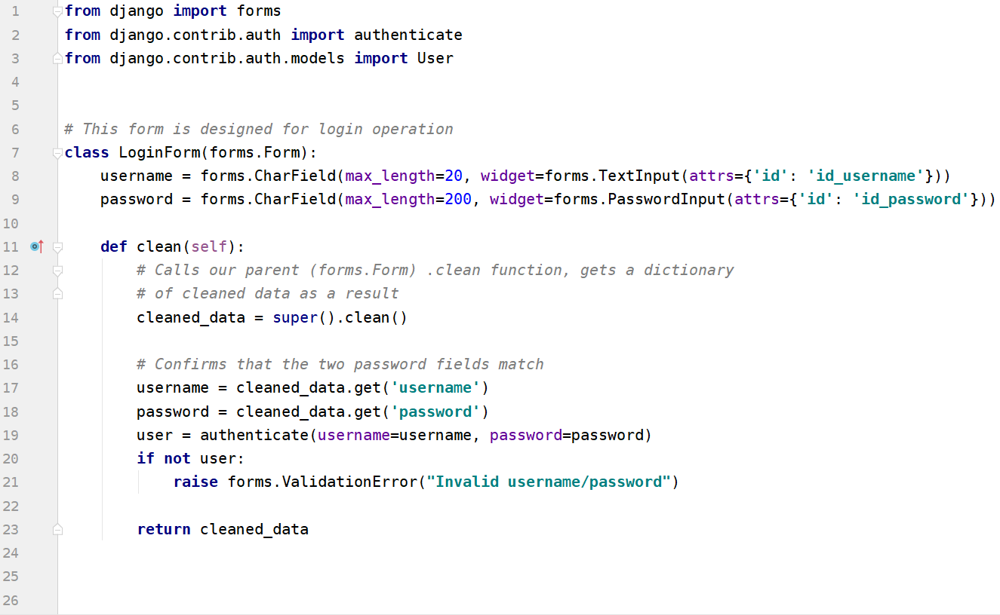 1 from django import forms
2 from django.contrib.auth import authenticate
3 from django.contrib.auth.models import User
4
5
6 # This form is designed for login operation
7 class LoginForm(forms.Form):
8     username = forms.CharField(max_length=20, widget=forms.TextInput(attrs={'id': 'id_username'}))
9     password = forms.CharField(max_length=200, widget=forms.PasswordInput(attrs={'id': 'id_password'}))
10
11     def clean(self):
12         # Calls our parent (forms.Form) .clean function, gets a dictionary
13         # of cleaned data as a result
14         cleaned_data = super().clean()
15
16         # Confirms that the two password fields match
17         username = cleaned_data.get('username')
18         password = cleaned_data.get('password')
19         user = authenticate(username=username, password=password)
20         if not user:
21             raise forms.ValidationError("Invalid username/password")
22
23         return cleaned_data
24
25
26